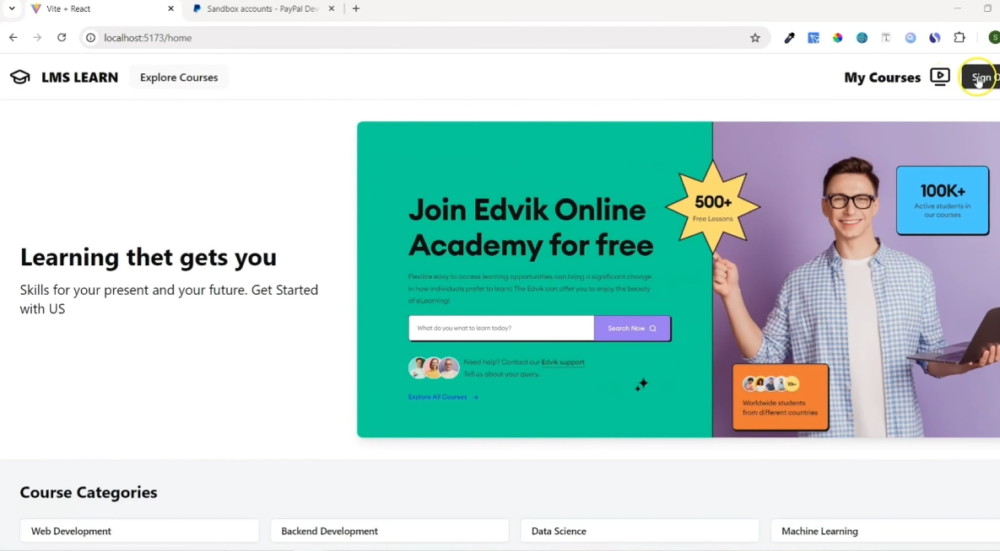 Vite + React
Sandbox accounts - PayPal Dev
localhost:5173/home
S
LMS LEARN
Explore Courses
My Courses
Sign O
Learning thet gets you
Skills for your present and your future. Get Started
with US
Join Edvik Online
Academy for free
Flexible easy to access learning opportunities can bring a significant change
in how individuals prefer to learn! The Edvik can offer you to enjoy the beauty
of eLearning!
What do you wnat to learn today?
Search Now
Need help? Contact our Edvik support
Tell us about your query.
Explore All Courses
500+
Free Lessons
100K+
Active students in
our courses
10k+
Worldwide students
from different countries
Course Categories
Web Development
Backend Development
Data Science
Machine Learning